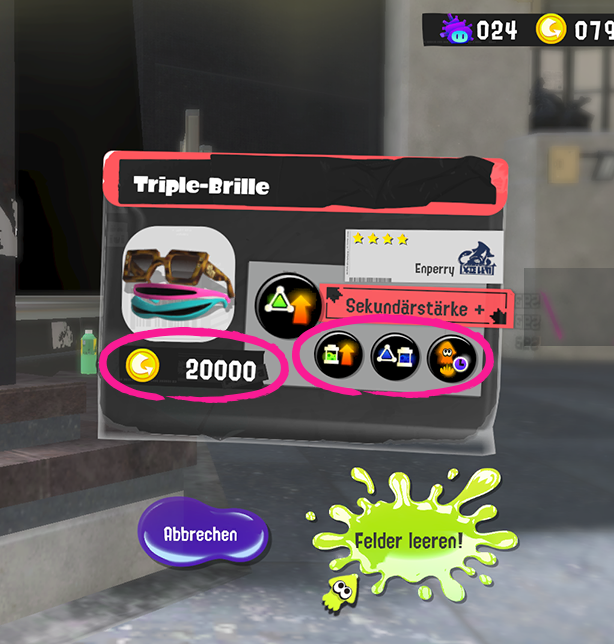 024
079
Triple-Brille
Enperry
Sekundärstärke +
20000
Abbrechen
Felder leeren!